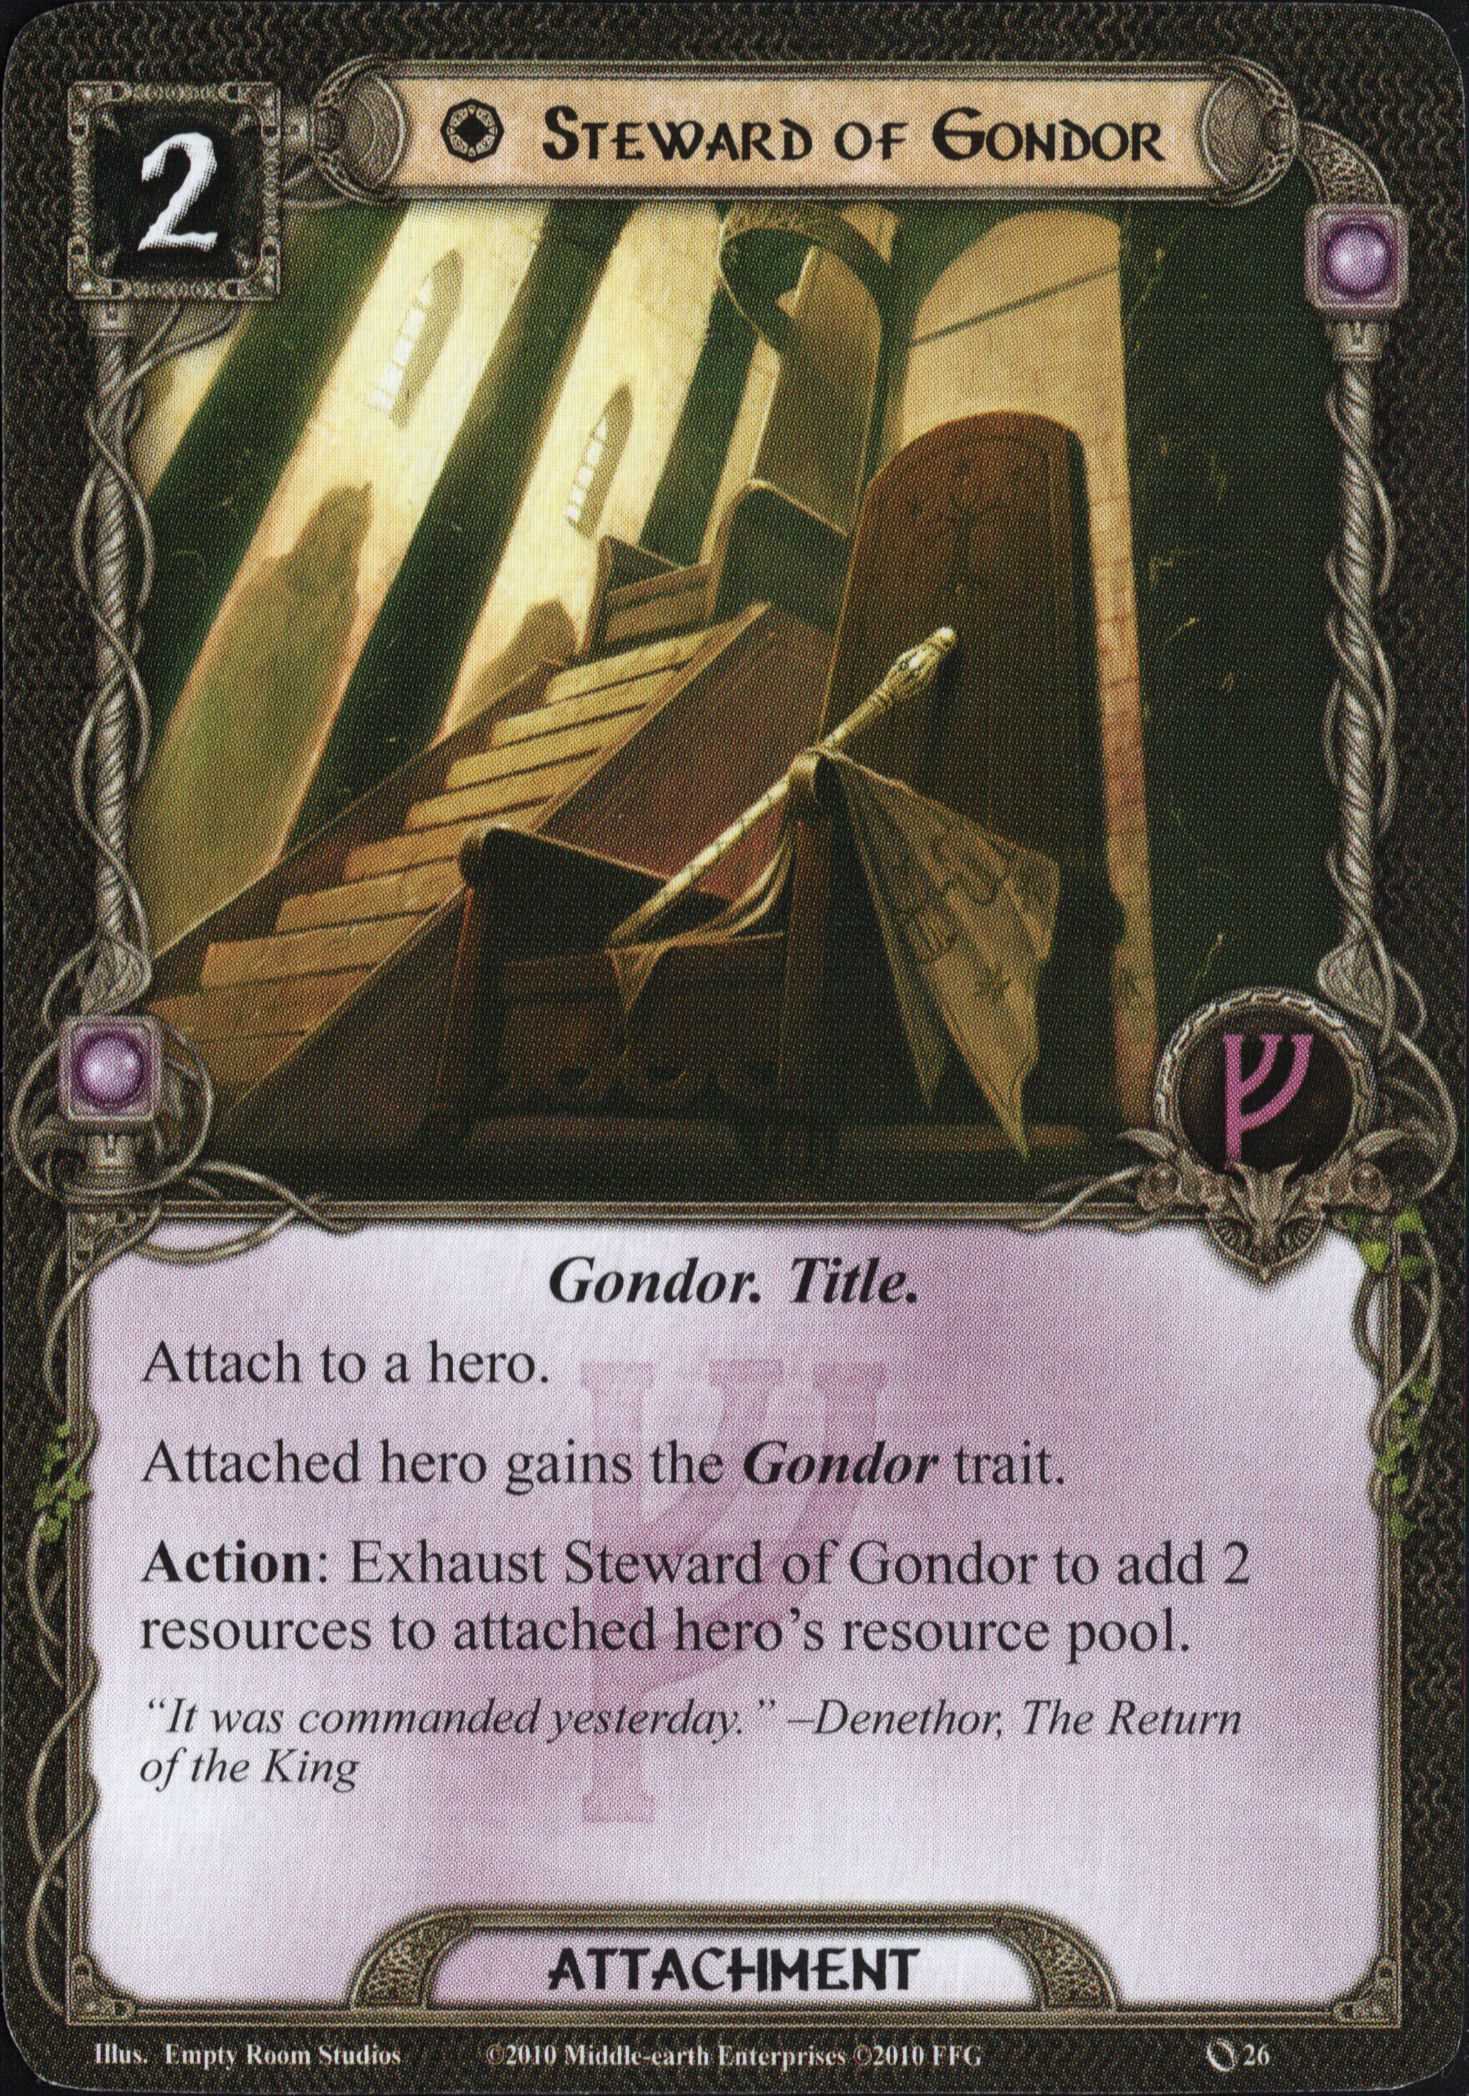 2
Steward of Gondor
Gondor. Title.
Attach to a hero.
Attached hero gains the Gondor trait.
Action: Exhaust Steward of Gondor to add 2
resources to attached hero’s resource pool.
“It was commanded yesterday.” –Denethor, The Return
of the King
ATTACHMENT
Illus. Empty Room Studios ©2010 Middle-earth Enterprises ©2010 FFG 26